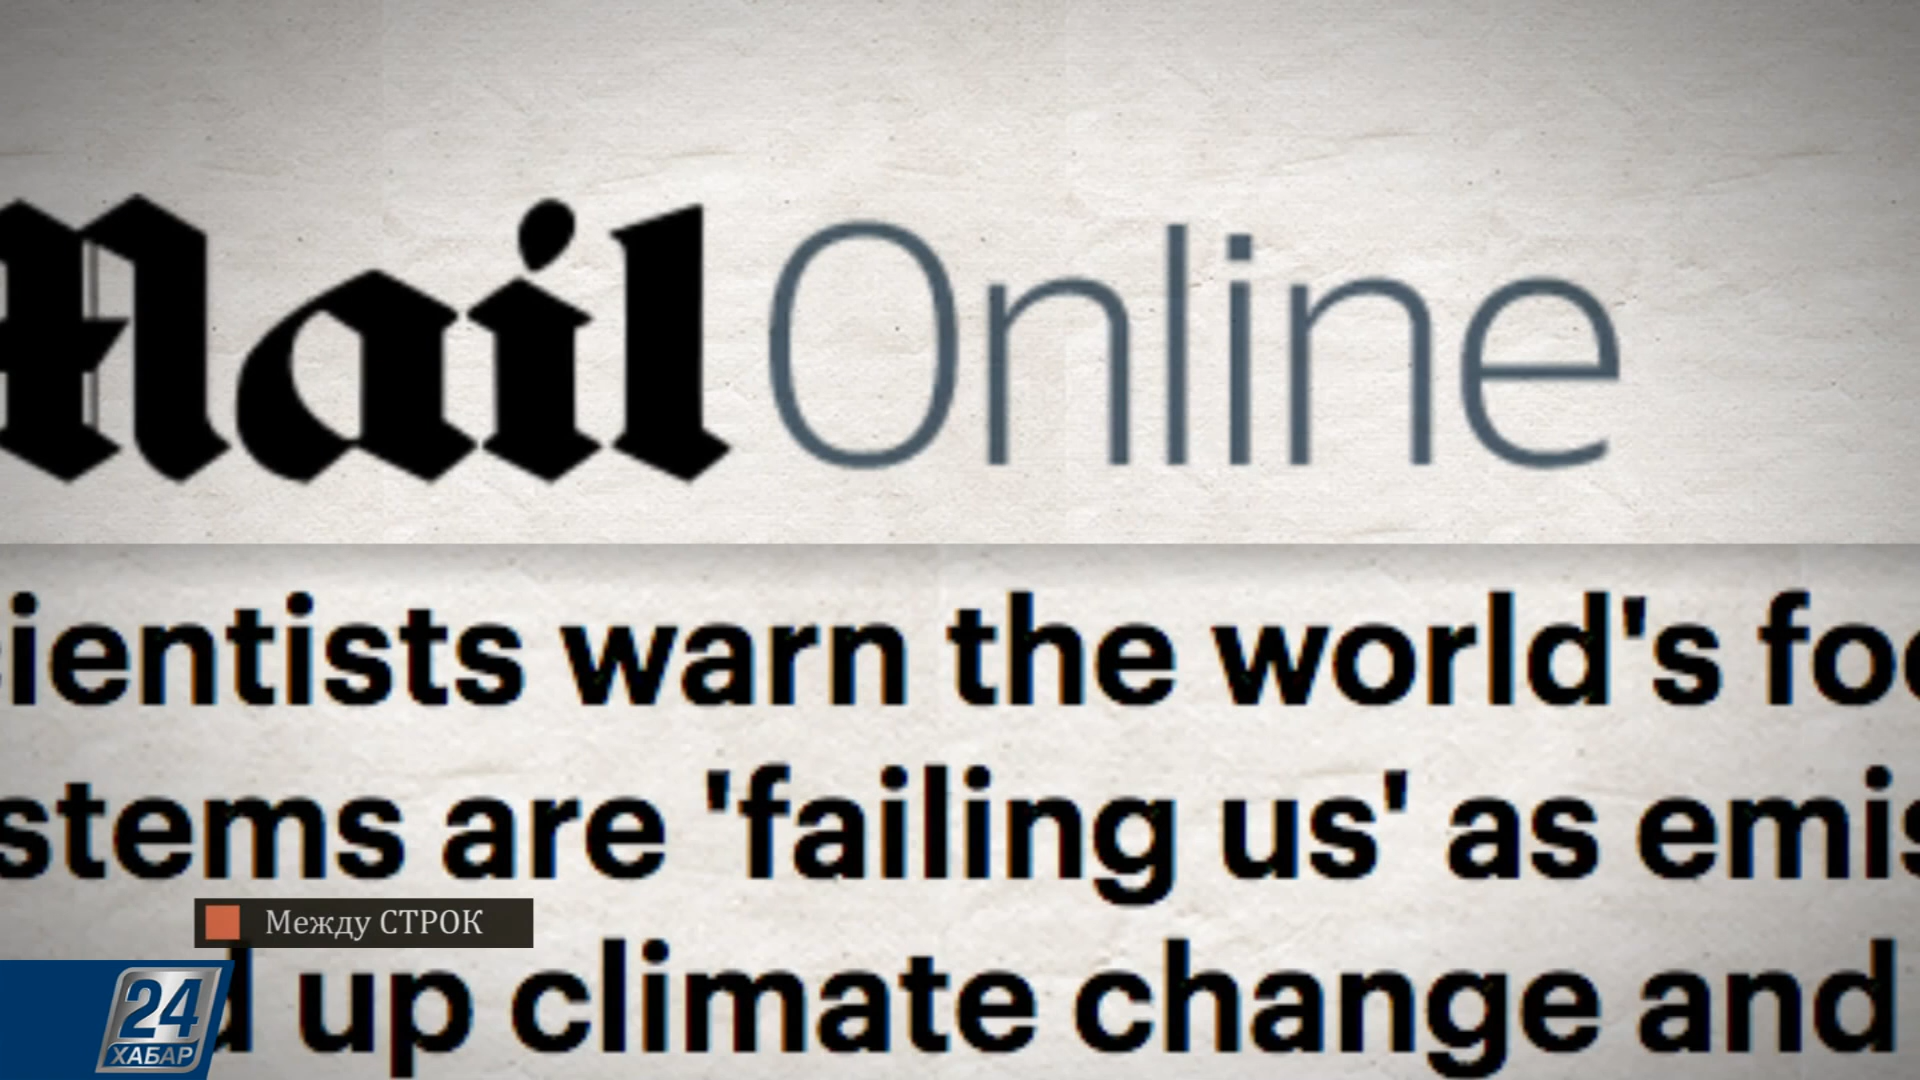 Mail Online
ientists warn the world's foo
stems are 'failing us' as emis
Между СТРОК
d up climate change and
24
ХАБАР